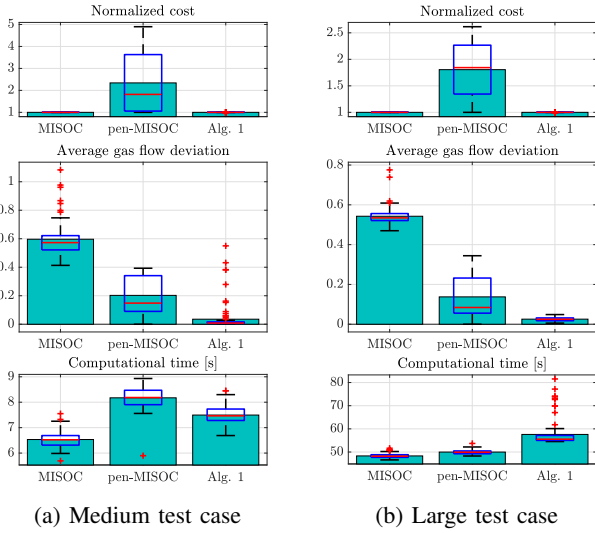 Normalized cost
5
4
3
2
1
MISOC pen-MISOC Alg. 1
Average gas flow deviation
1
0.8
0.6
0.4
0.2
0
MISOC pen-MISOC Alg. 1
Computational time [s]
9
8
7
6
MISOC pen-MISOC Alg. 1
(a) Medium test case
Normalized cost
2.5
2
1.5
1
MISOC pen-MISOC Alg. 1
Average gas flow deviation
0.8
0.6
0.4
0.2
0
MISOC pen-MISOC Alg. 1
Computational time [s]
80
70
60
50
MISOC pen-MISOC Alg. 1
(b) Large test case